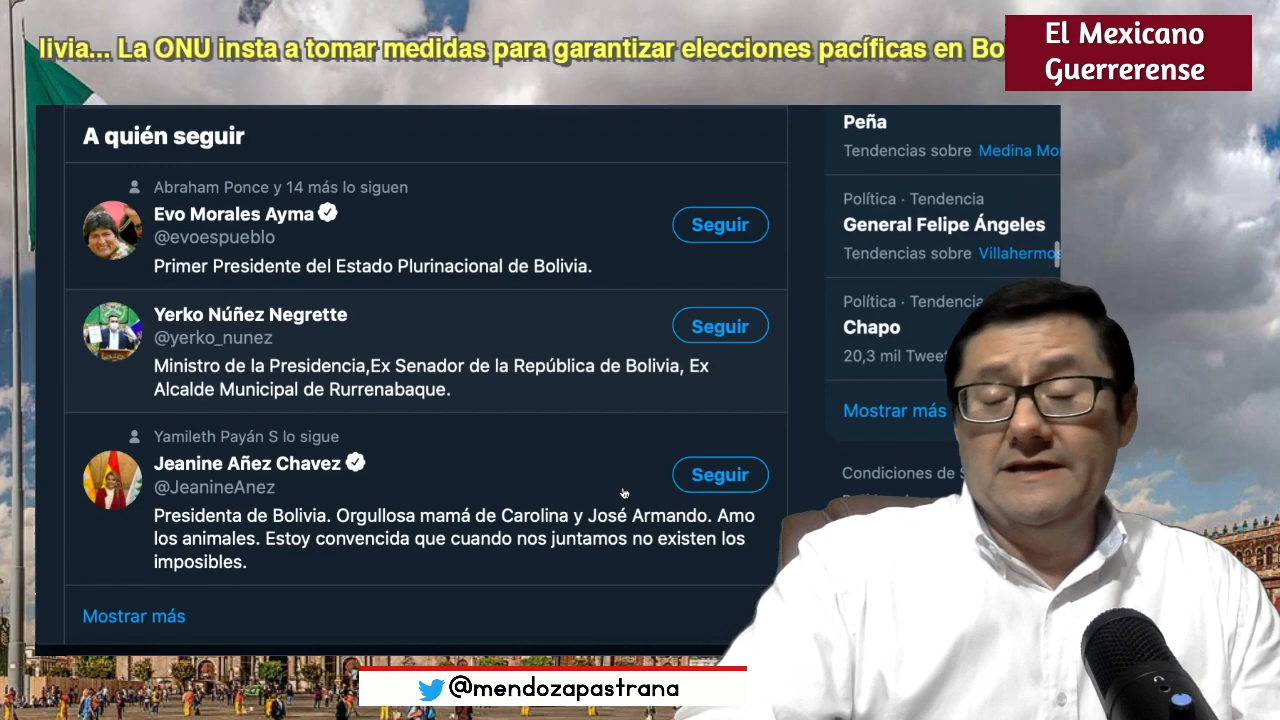 livia... La ONU insta a tomar medidas para garantizar elecciones pacíficas en Bo
El Mexicano
Guerrerense
A quién seguir
Abraham Ponce y 14 más lo siguen
Evo Morales Ayma
@evoespueblo
Seguir
Primer Presidente del Estado Plurinacional de Bolivia.
Yerko Núñez Negrette
@yerko_nunez
Seguir
Ministro de la Presidencia,Ex Senador de la República de Bolivia, Ex
Alcalde Municipal de Rurrenabaque.
Yamileth Payán S lo sigue
Jeanine Añez Chavez
@JeanineAnez
Seguir
Presidenta de Bolivia. Orgullosa mamá de Carolina y José Armando. Amo
los animales. Estoy convencida que cuando nos juntamos no existen los
imposibles.
Mostrar más
Peña
Tendencias sobre Medina Mo
Política · Tendencia
General Felipe Ángeles
Tendencias sobre Villahermos
Política · Tendencia
Chapo
20,3 mil Tweet
Mostrar más
Condiciones de S
@mendozapastrana